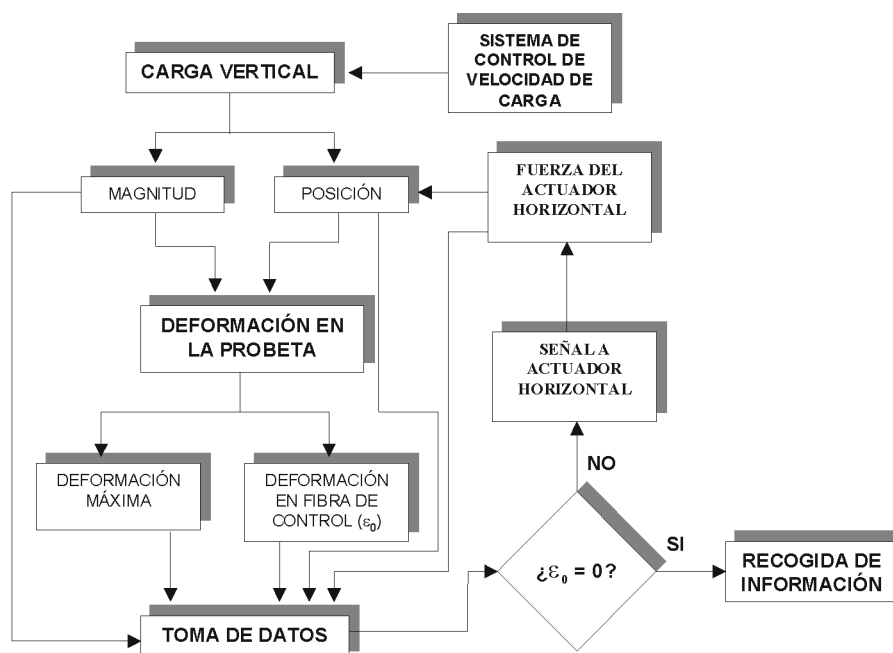 SISTEMA DE
CONTROL DE
VELOCIDAD DE
CARGA
CARGA VERTICAL
MAGNITUD
POSICIÓN
FUERZA DEL
ACTUADOR
HORIZONTAL
DEFORMACIÓN EN
LA PROBETA
SEÑAL A
ACTUADOR
HORIZONTAL
DEFORMACIÓN
MÁXIMA
DEFORMACIÓN
EN FIBRA DE
CONTROL (ε₀)
NO
SI
¿ε₀ = 0?
RECOGIDA DE
INFORMACIÓN
TOMA DE DATOS